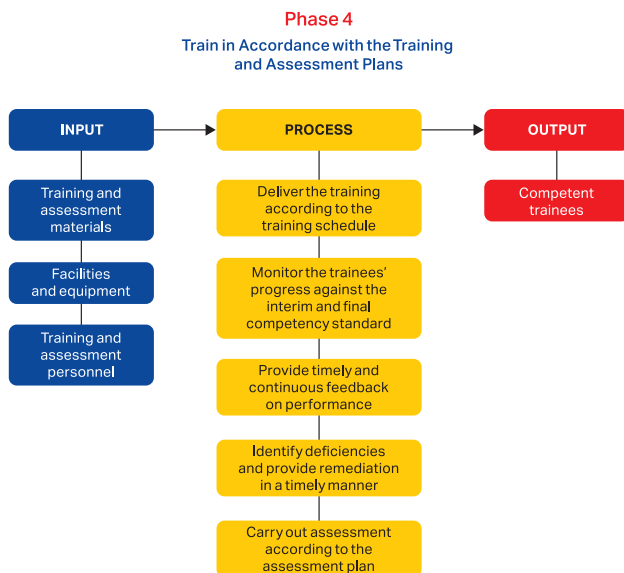 Phase 4
Train in Accordance with the Training
and Assessment Plans
INPUT
PROCESS
OUTPUT
Training and
assessment
materials
Facilities
and equipment
Training and
assessment
personnel
Deliver the training
according to the
training schedule
Monitor the trainees’
progress against the
interim and final
competency standard
Provide timely and
continuous feedback
on performance
Identify deficiencies
and provide remediation
in a timely manner
Carry out assessment
according to the
assessment plan
Competent
trainees